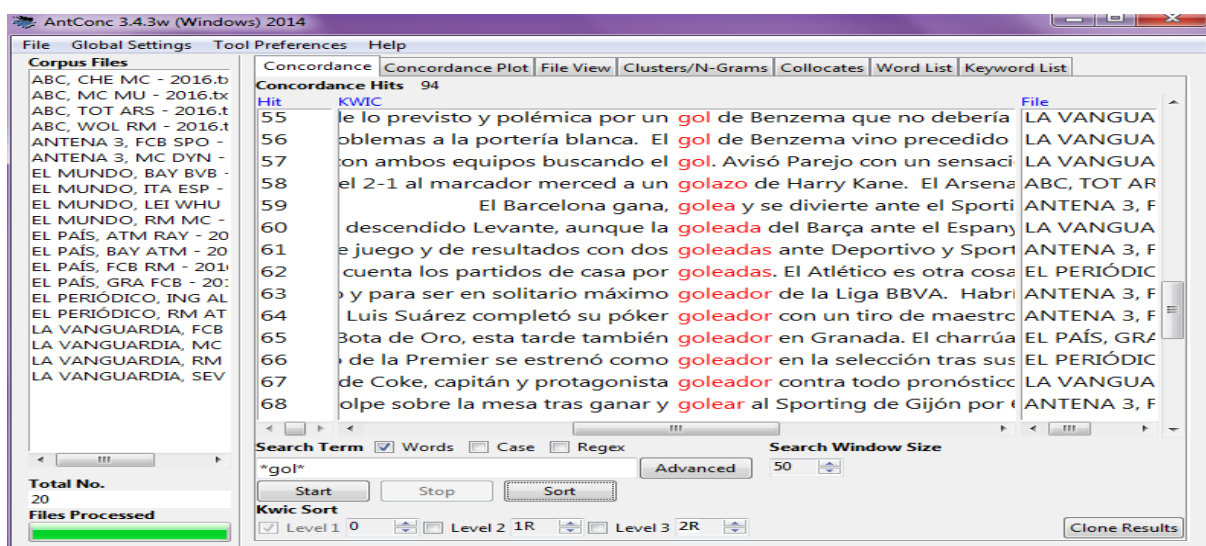 AntConc 3.4.3w (Windows) 2014
File Global Settings Tool Preferences Help
Corpus Files
ABC, CHE MC - 2016.tx
ABC, MC MU - 2016.tx
ABC, TOT ARS - 2016.t
ABC, WOL RM - 2016.t
ANTENA 3, FCB SPO -
ANTENA 3, MC DYN -
EL MUNDO, BAY BVB -
EL MUNDO, ITA ESP -
EL MUNDO, LEI WHU
EL MUNDO, RM MC -
EL PAÍS, ATM RAY - 20
EL PAÍS, BAY ATM - 20
EL PAÍS, FCB RM - 201
EL PAÍS, GRA FCB - 20
EL PERIÓDICO, ING AL
EL PERIÓDICO, RM AT
LA VANGUARDIA, FCB
LA VANGUARDIA, MC
LA VANGUARDIA, RM
LA VANGUARDIA, SEV
Total No.
20
Files Processed
Concordance Concordance Plot File View Clusters/N-Grams Collocates Word List Keyword List
Concordance Hits 94
Hit KWIC File
55 le lo previsto y polémica por un gol de Benzema que no debería LA VANGUA
56 oblemas a la portería blanca. El gol de Benzema vino precedido LA VANGUA
57 con ambos equipos buscando el gol. Avisó Parejo con un sensaci LA VANGUA
58 el 2-1 al marcador merced a un golazo de Harry Kane. El Arsena ABC, TOT AR
59 El Barcelona gana, golea y se divierte ante el Sporti ANTENA 3, F
60 descendido Levante, aunque la goleada del Barça ante el Espany LA VANGUA
61 e juego y de resultados con dos goleadas ante Deportivo y Sport ANTENA 3, F
62 cuenta los partidos de casa por goleadas. El Atlético es otra cosa EL PERIÓDIC
63 y para ser en solitario máximo goleador de la Liga BBVA. Habrí ANTENA 3, F
64 Luis Suárez completó su póker goleador con un tiro de maestro ANTENA 3, F
65 Bota de Oro, esta tarde también goleador en Granada. El charrúa EL PAÍS, GRA
66 de la Premier se estrenó como goleador en la selección tras sus EL PERIÓDIC
67 de Coke, capitán y protagonista goleador contra todo pronóstico LA VANGUA
68 olpe sobre la mesa tras ganar y golear al Sporting de Gijón por ANTENA 3, F
Search Term Words Case Regex Search Window Size
*gol* Advanced 50
Start Stop Sort
Kwic Sort
Level 1 0 Level 2 1R Level 3 2R Clone Results